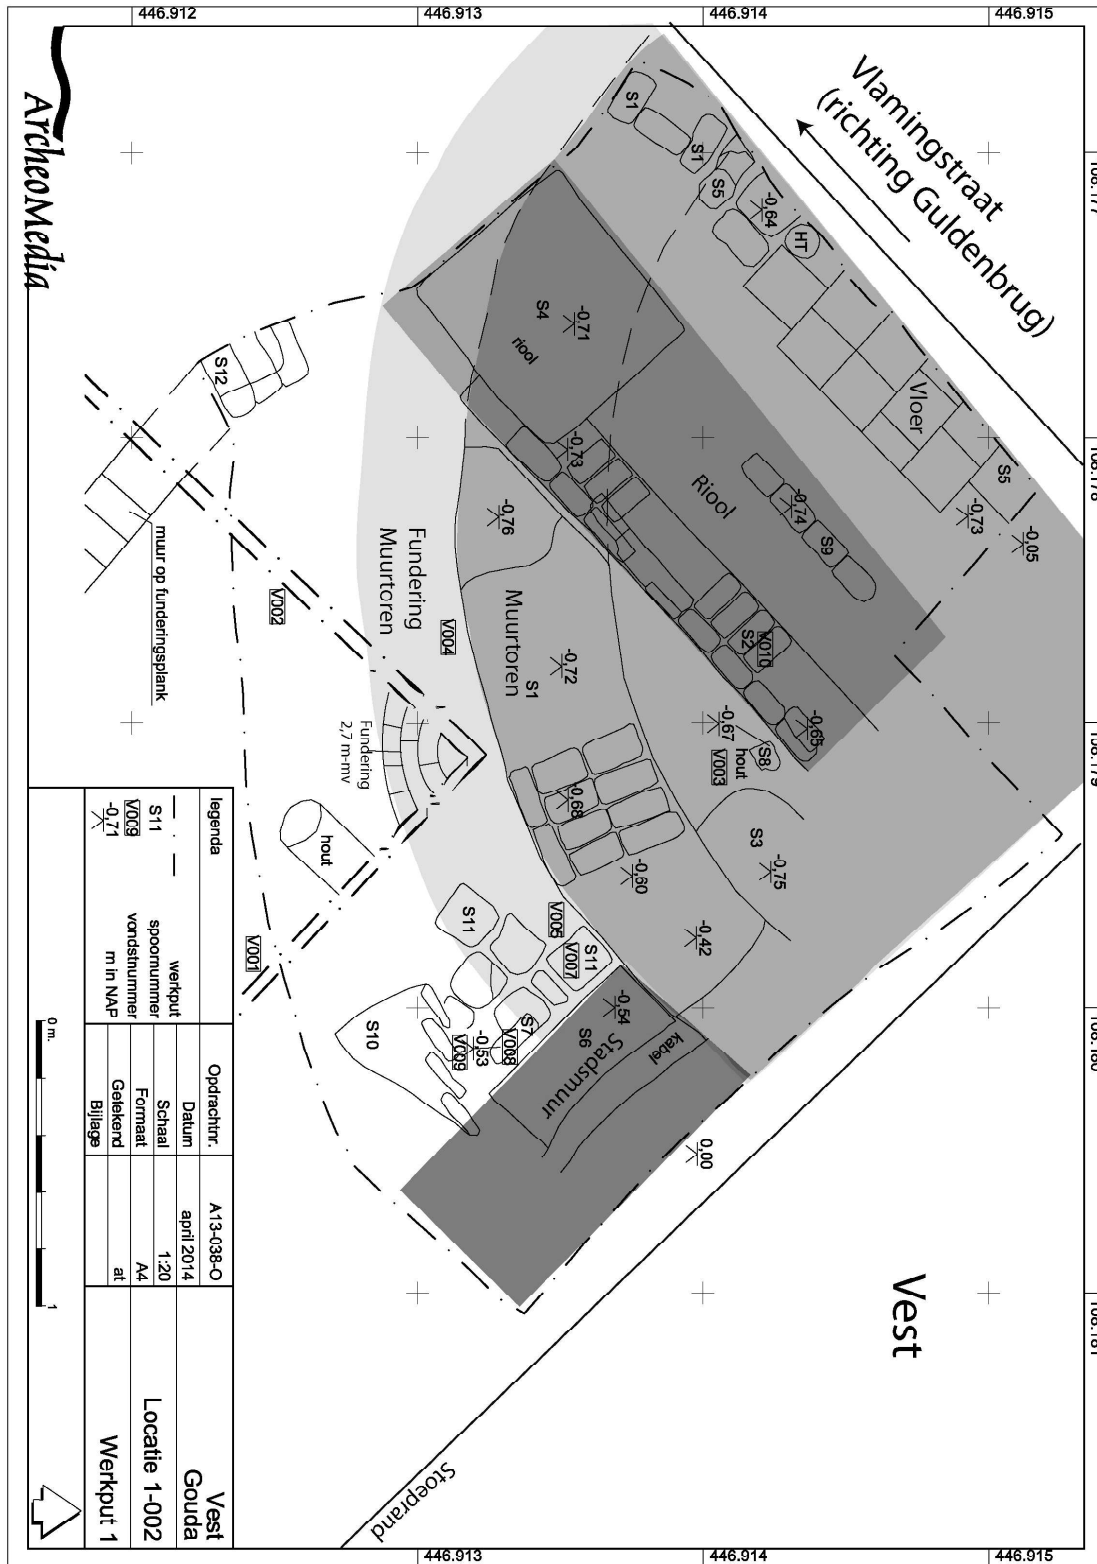 446.912
446.913
446.914
446.915
ArcheoMedia
Vlamingstraat
(richting Guldenbrug)
S1
S1
S5
-0,64
HT
Vloer
S5
-0,73
-0,05
S4
-0,71
riool
S12
-0,73
Riool
-0,74
S9
-0,76
Fundering
Muurtoren
V004
Muurtoren
S1
-0,72
S2
V010
-0,65
-0,67
hout
V003
S8
muur op funderingsplank
V002
Fundering
2,7 m-mv
-0,68
-0,60
S3
-0,75
-0,42
hout
V001
S11
V005
S11
V007
S7
V008
V009
-0,53
S10
-0,54
S6
Stadsmuur
kabel
0,00
Vest
Stoeprand
legenda
werkput
S11 spoornummer
V009 vondstnummer
-0,71 m in NAP
Opdrachtnr. A13-038-O
Datum april 2014
Schaal 1:20
Formaat A4
Getekend at
Bijlage
Vest
Gouda
Locatie 1-002
Werkput 1
0 m. 1
446.913
446.914
446.915